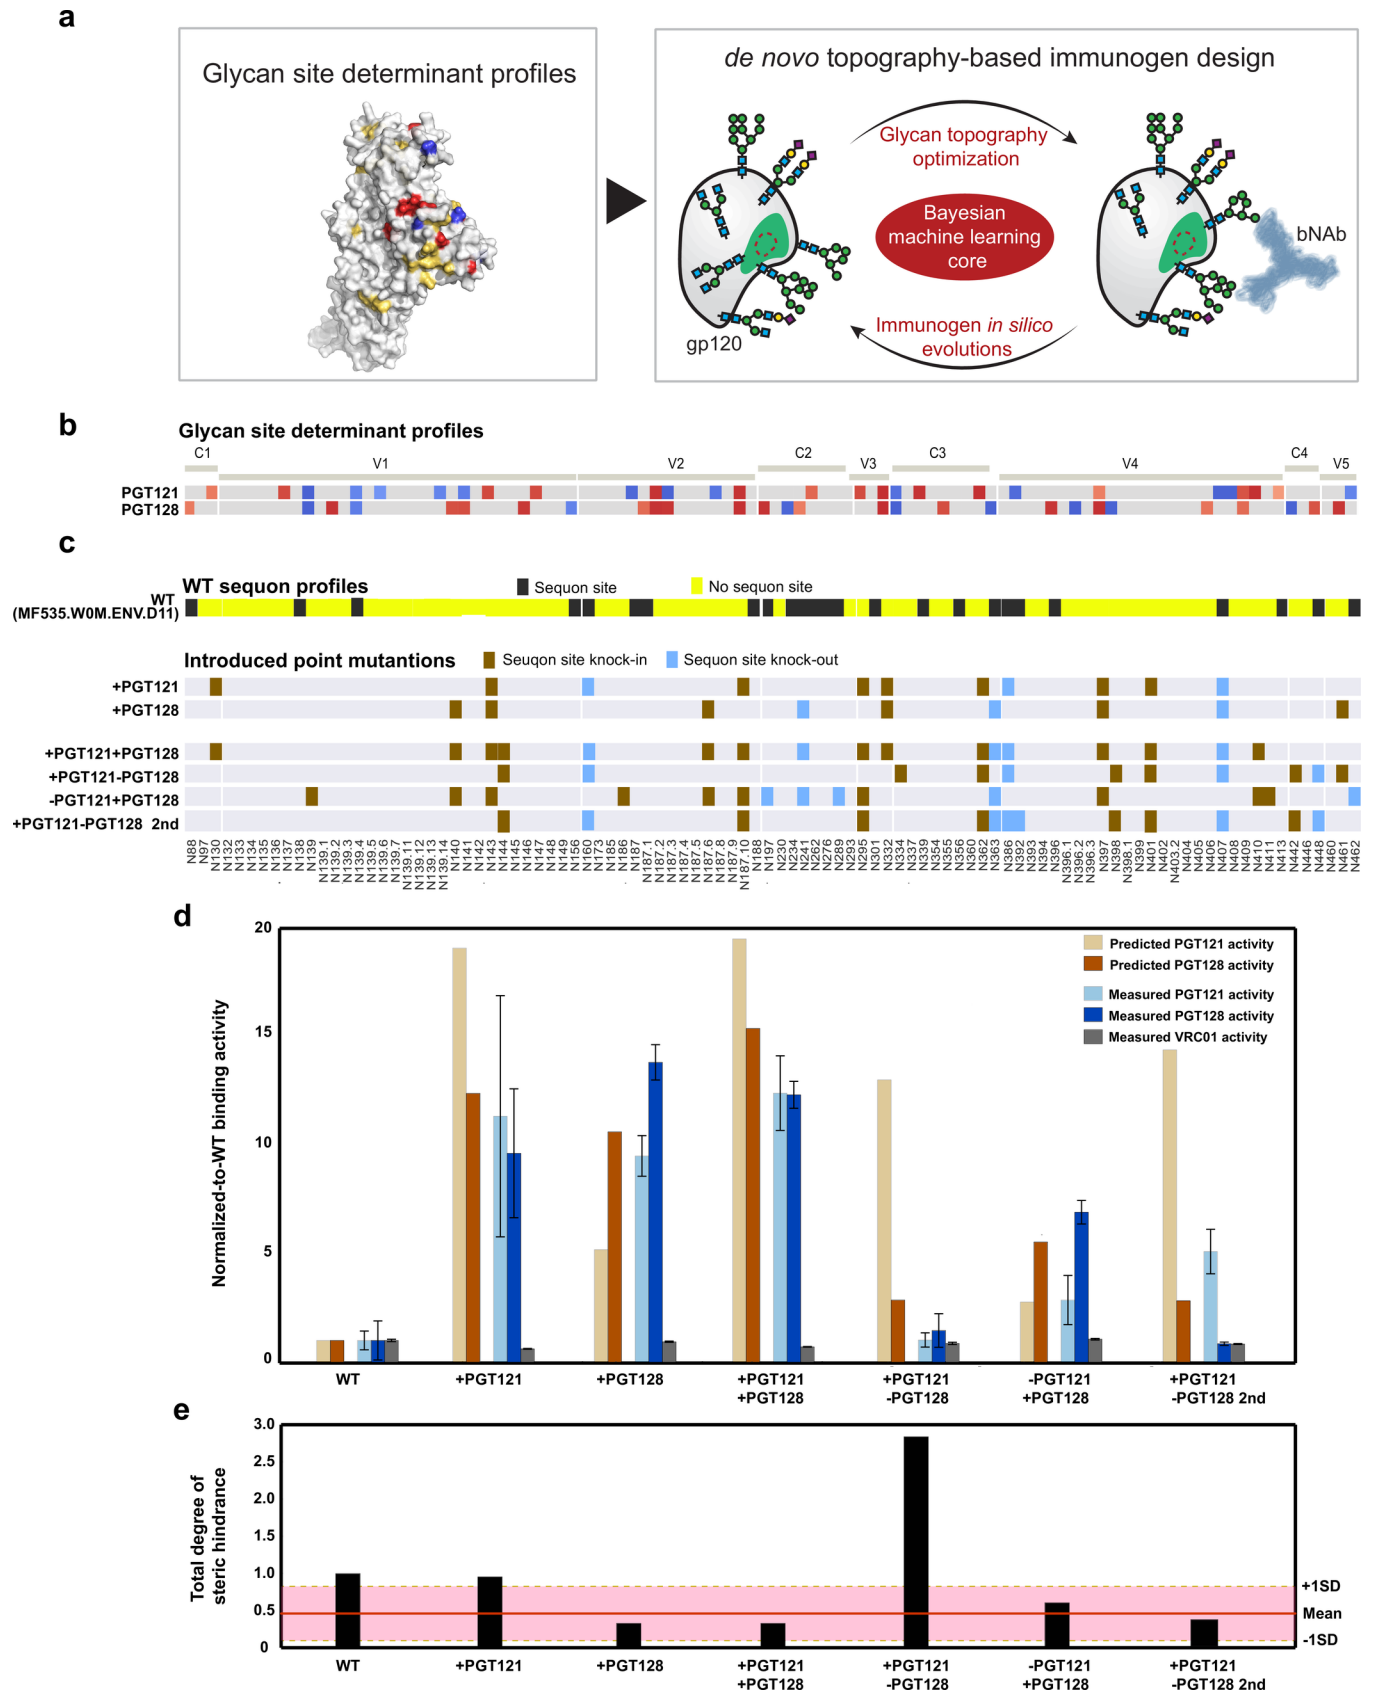 a
Glycan site determinant profiles
de novo topography-based immunogen design
Glycan topography
optimization
Bayesian
machine learning
core
bNAb
Immunogen in silico
evolutions
gp120
b
Glycan site determinant profiles
C1
V1
V2
C2
V3
C3
V4
C4
V5
PGT121
PGT128
c
WT sequon profiles
Sequon site
No sequon site
WT
(MF535.W0M.ENV.D11)
Introduced point mutantions
Seuqon site knock-in
Sequon site knock-out
+PGT121
+PGT128
+PGT121+PGT128
+PGT121-PGT128
-PGT121+PGT128
+PGT121-PGT128 2nd
N88
N97
N130
N132
N133
N134
N135
N136
N137
N138
N139
N139.1
N139.2
N139.3
N139.4
N139.5
N139.6
N139.7
N139.11
N139.12
N139.13
N139.14
N140
N141
N142
N143
N144
N145
N146
N147
N148
N149
N156
N160
N173
N185
N186
N187
N187.1
N187.2
N187.3
N187.4
N187.5
N187.6
N187.8
N187.9
N187.10
N188
N197
N230
N234
N241
N262
N276
N289
N293
N295
N301
N332
N334
N337
N339
N354
N355
N356
N360
N362
N363
N386
N392
N394
N396
N396.1
N396.2
N396.3
N397
N398
N398.1
N399
N401
N402
N403.2
N404
N405
N406
N407
N408
N409
N410
N411
N413
N442
N446
N448
N460
N461
N462
d
Normalized-to-WT binding activity
20
15
10
5
0
Predicted PGT121 activity
Predicted PGT128 activity
Measured PGT121 activity
Measured PGT128 activity
Measured VRC01 activity
WT
+PGT121
+PGT128
+PGT121
+PGT128
+PGT121
-PGT128
-PGT121
+PGT128
+PGT121
-PGT128 2nd
e
Total degree of
steric hindrance
3.0
2.5
2.0
1.5
1.0
0.5
0
+1SD
Mean
-1SD
WT
+PGT121
+PGT128
+PGT121
+PGT128
+PGT121
-PGT128
-PGT121
+PGT128
+PGT121
-PGT128 2nd